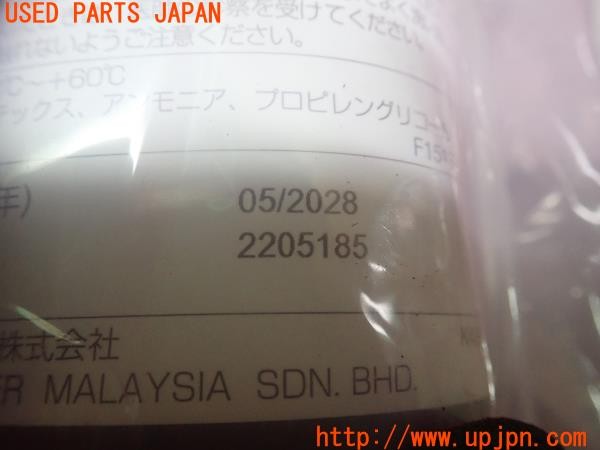 USED PARTS JAPAN
察を受けてください。
れないようご注意ください。
℃～+60℃
テックス、アンモニア、プロピレングリコール
F15
年)
05/2028
2205185
株式会社
ER MALAYSIA SDN. BHD.
http://www.upjpn.com